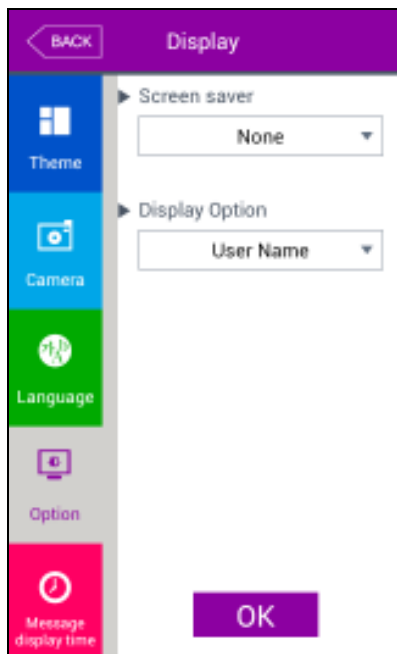 BACK
Display
Theme
Camera
Language
Option
Message
display time
Screen saver
None
Display Option
User Name
OK